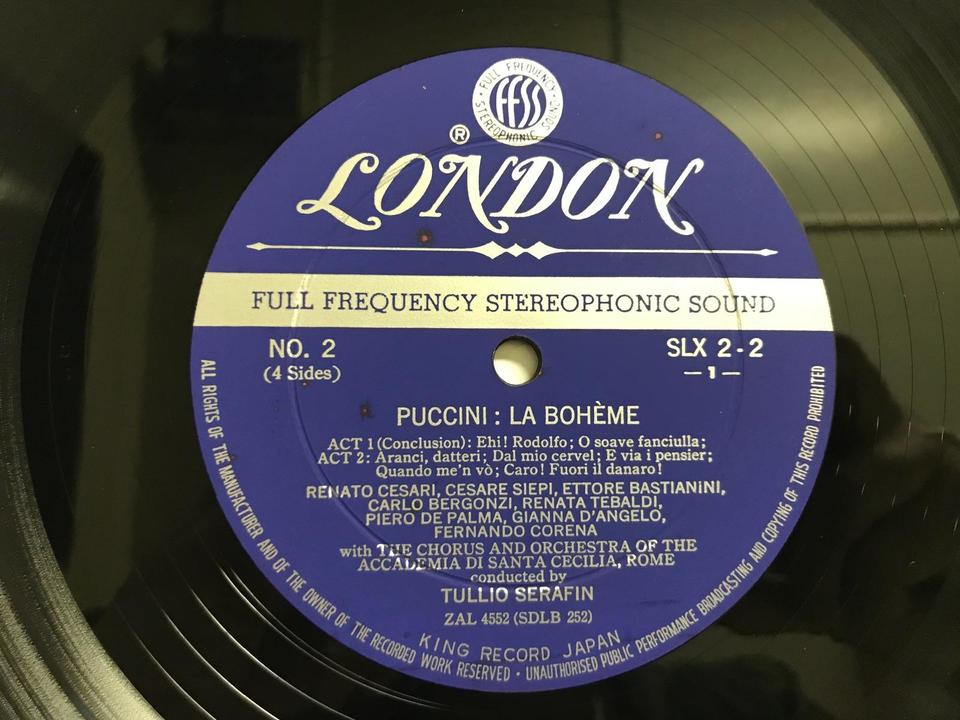 FULL FREQUENCY
FFSS
STEREOPHONIC SOUND
®
LONDON
FULL FREQUENCY STEREOPHONIC SOUND
NO. 2
(4 Sides)
SLX 2-2
—1—
PUCCINI : LA BOHÈME
ACT 1 (Conclusion): Ehi! Rodolfo; O soave fanciulla;
ACT 2: Aranci, datteri; Dal mio cervel; E via i pensier;
Quando me'n vò; Caro! Fuori il danaro!
RENATO CESARI, CESARE SIEPI, ETTORE BASTIANINI,
CARLO BERGONZI, RENATA TEBALDI,
PIERO DE PALMA, GIANNA D'ANGELO,
FERNANDO CORENA
with THE CHORUS AND ORCHESTRA OF THE
ACCADEMIA DI SANTA CECILIA, ROME
conducted by
TULLIO SERAFIN
ZAL 4552 (SDLB 252)
KING RECORD JAPAN
ALL RIGHTS OF THE MANUFACTURER AND OF THE OWNER OF THE RECORDED WORK RESERVED · UNAUTHORISED PUBLIC PERFORMANCE BROADCASTING AND COPYING OF THIS RECORD PROHIBITED